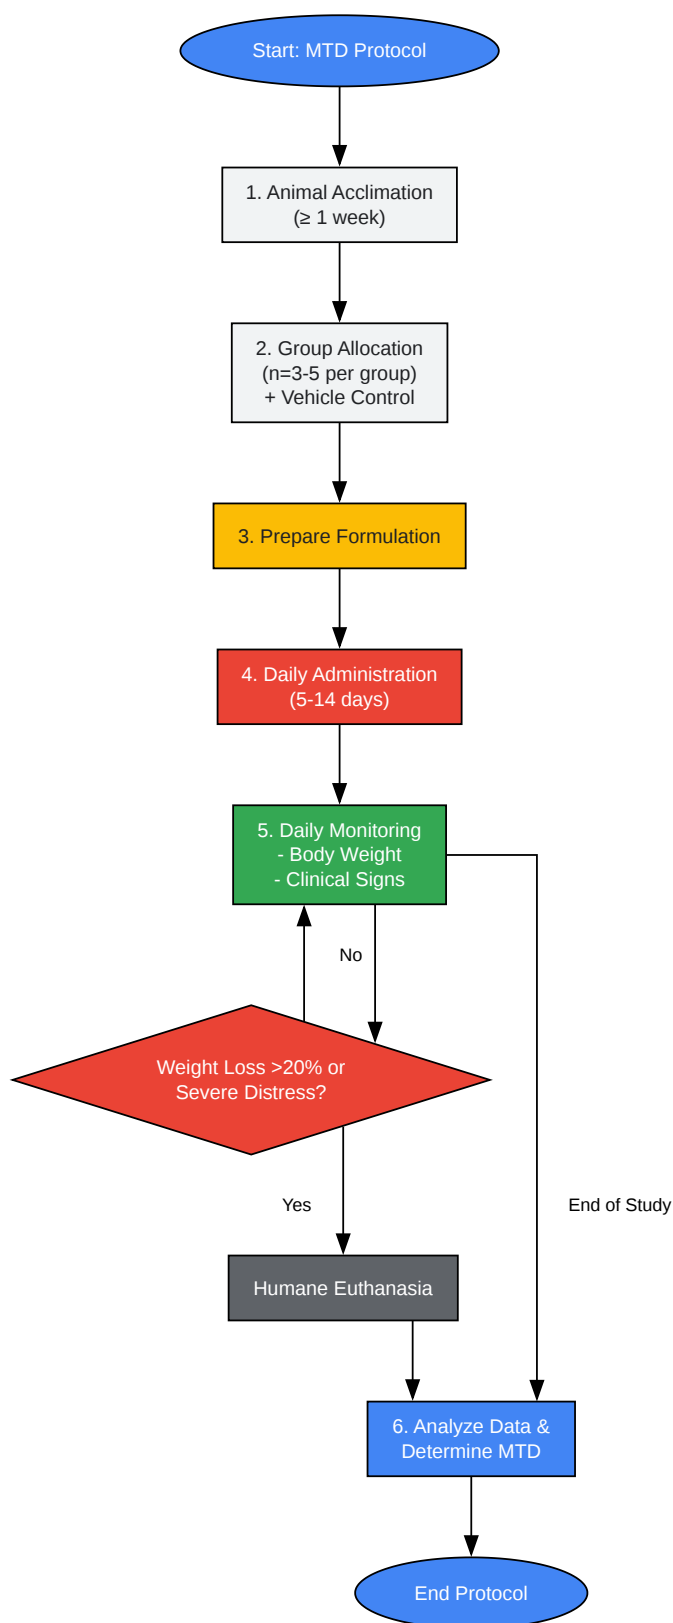 Start: MTD Protocol
1. Animal Acclimation
(≥ 1 week)
2. Group Allocation
(n=3-5 per group)
+ Vehicle Control
3. Prepare Formulation
4. Daily Administration
(5-14 days)
5. Daily Monitoring
- Body Weight
- Clinical Signs
No
Weight Loss >20% or
Severe Distress?
Yes
End of Study
Humane Euthanasia
6. Analyze Data &
Determine MTD
End Protocol